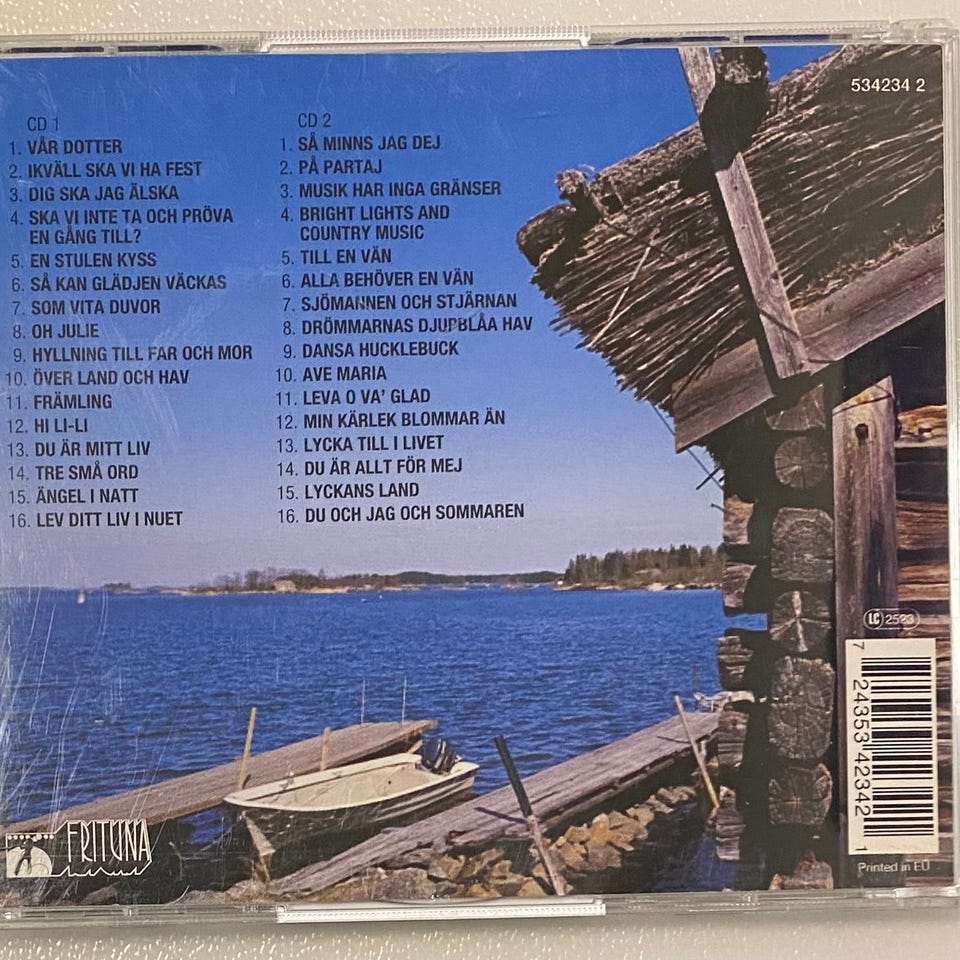 534234 2
CD 1
1. VÅR DOTTER
2. IKVÄLL SKA VI HA FEST
3. DIG SKA JAG ÄLSKA
4. SKA VI INTE TA OCH PRÖVA
EN GÅNG TILL?
5. EN STULEN KYSS
6. SÅ KAN GLÄDJEN VÄCKAS
7. SOM VITA DUVOR
8. OH JULIE
9. HYLLNING TILL FAR OCH MOR
10. ÖVER LAND OCH HAV
11. FRÄMLING
12. HI LI-LI
13. DU ÄR MITT LIV
14. TRE SMÅ ORD
15. ÄNGEL I NATT
16. LEV DITT LIV I NUET
CD 2
1. SÅ MINNS JAG DEJ
2. PÅ PARTAJ
3. MUSIK HAR INGA GRÄNSER
4. BRIGHT LIGHTS AND
COUNTRY MUSIC
5. TILL EN VÄN
6. ALLA BEHÖVER EN VÄN
7. SJÖMANNEN OCH STJÄRNAN
8. DRÖMMARNAS DJUPBLÅA HAV
9. DANSA HUCKLEBUCK
10. AVE MARIA
11. LEVA O VA' GLAD
12. MIN KÄRLEK BLOMMAR ÄN
13. LYCKA TILL I LIVET
14. DU ÄR ALLT FÖR MEJ
15. LYCKANS LAND
16. DU OCH JAG OCH SOMMAREN
LC 2523
7 24353 42342 1
FRITUNA
Printed in EU